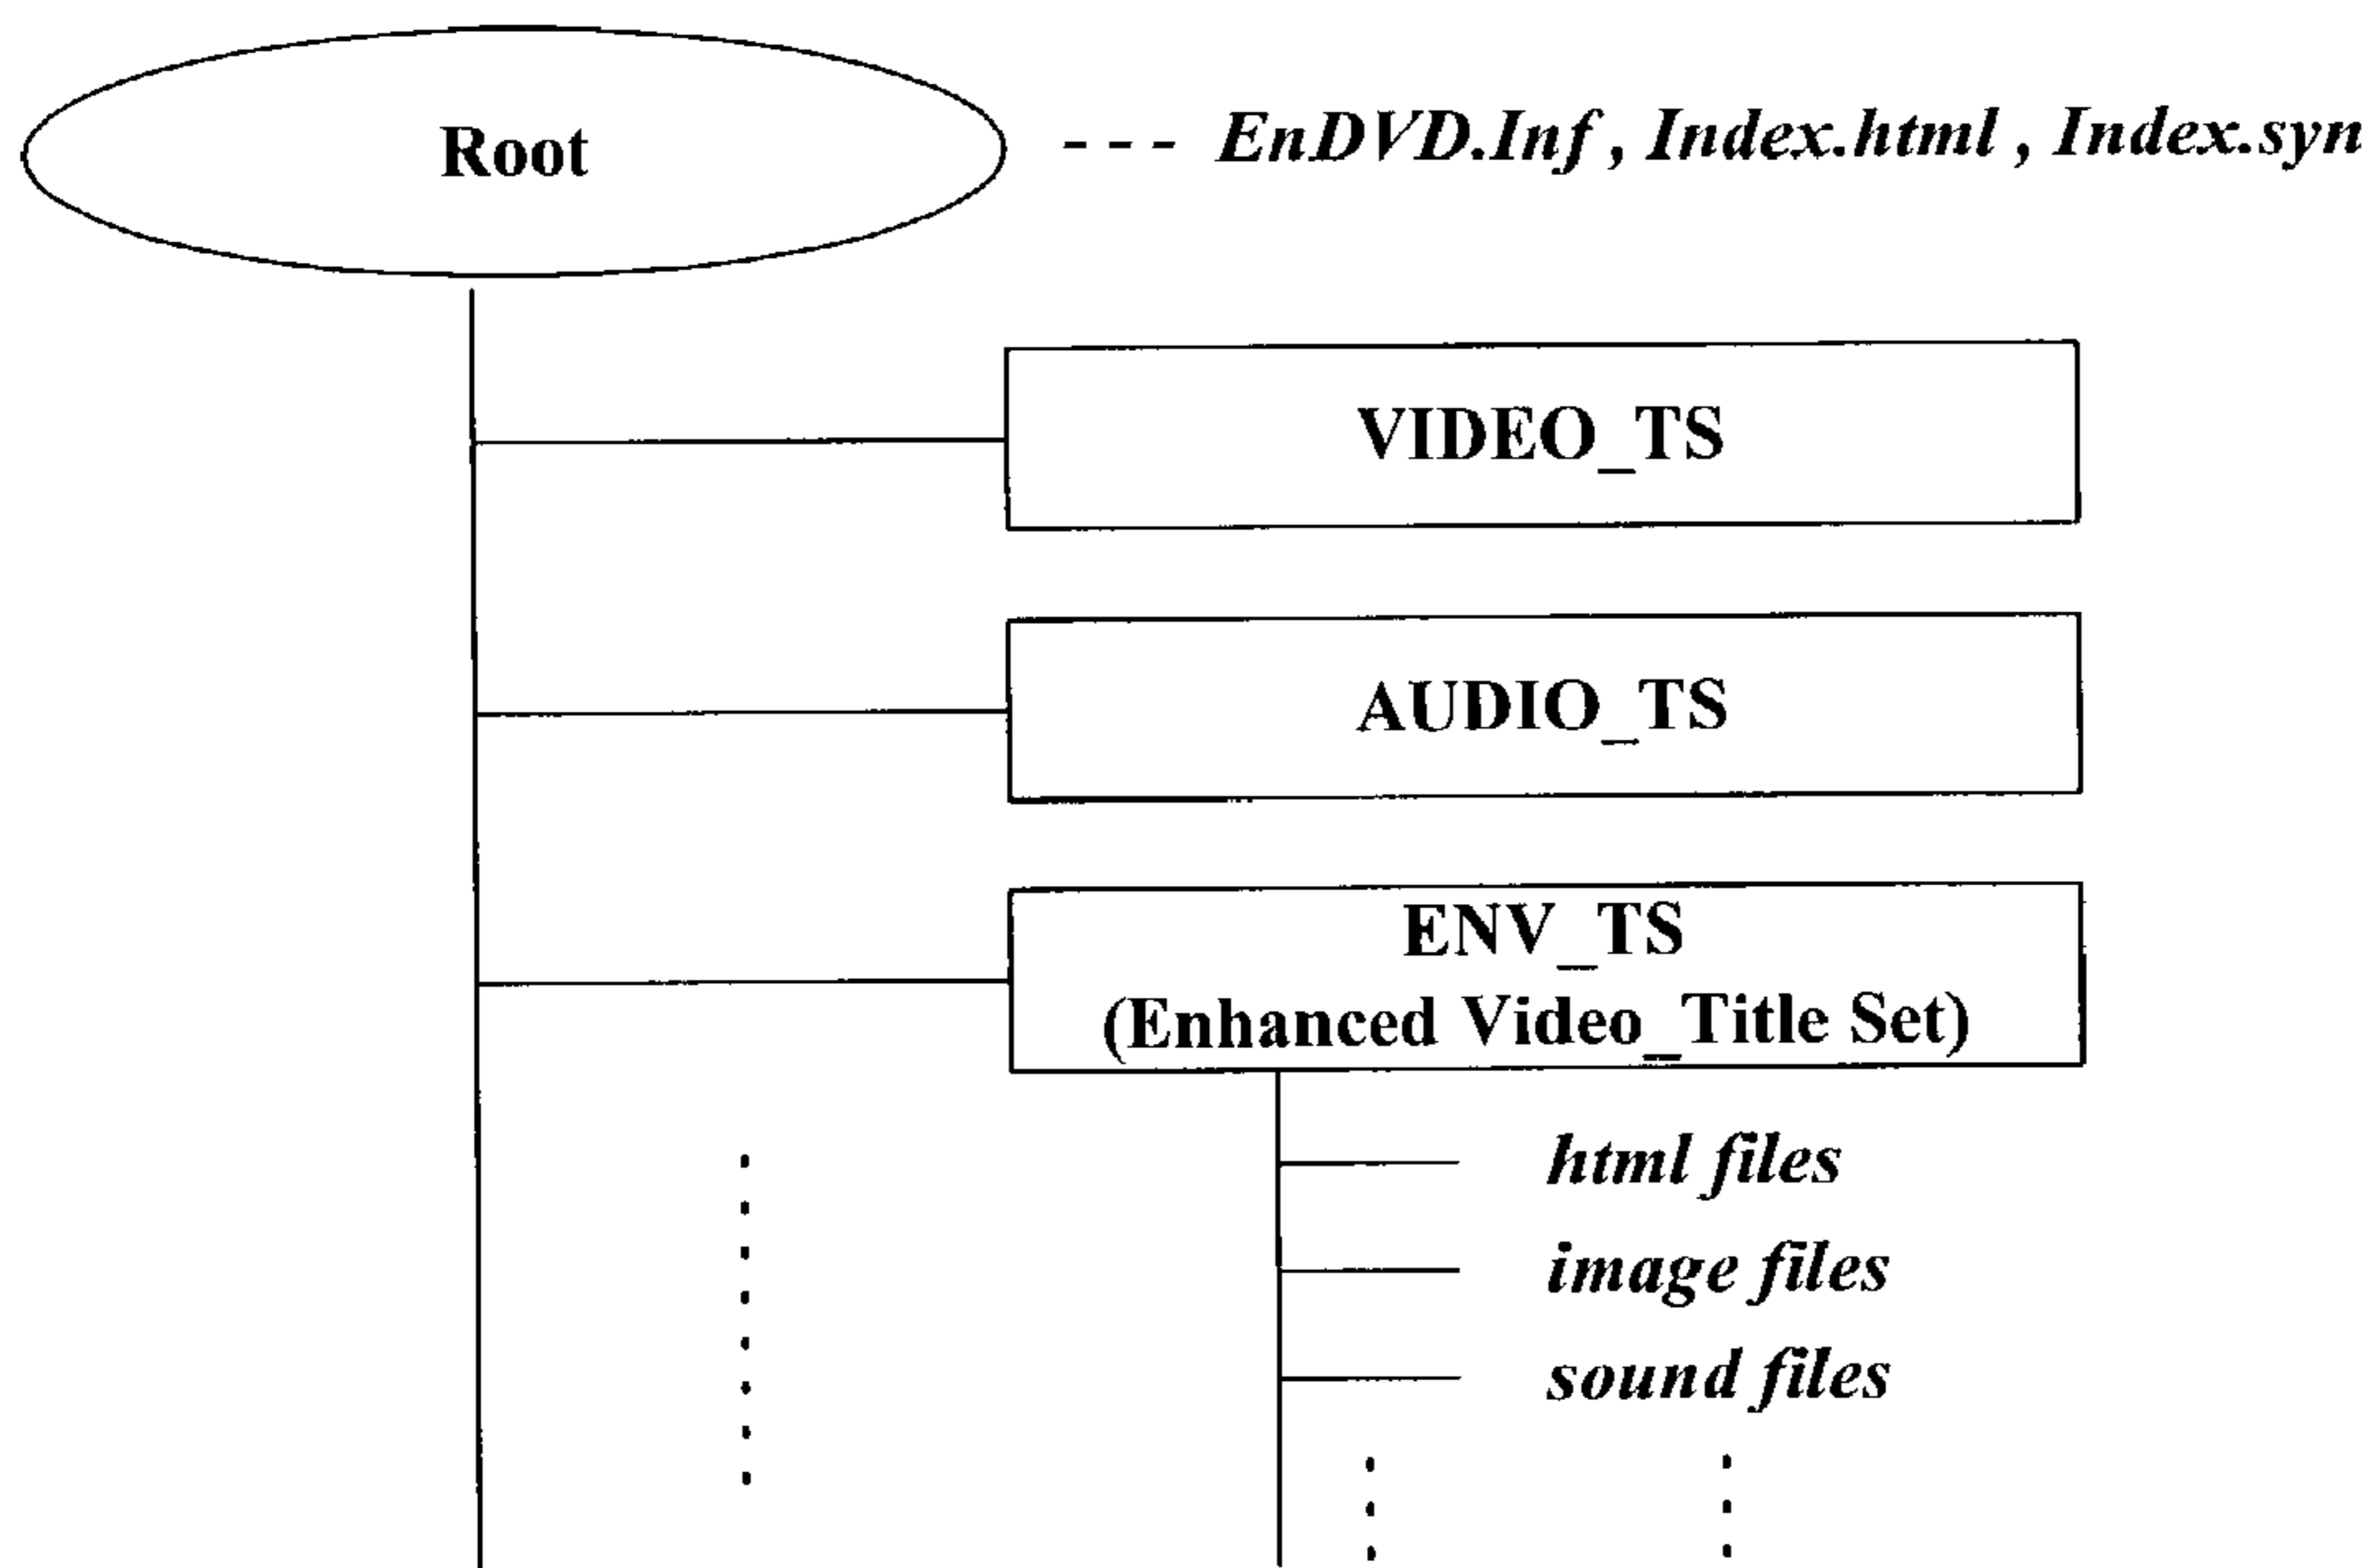 Root
--- EnDVD.Inf , Index.html , Index.syn
VIDEO_TS
AUDIO_TS
ENV_TS
(Enhanced Video_Title Set)
html files
image files
sound files